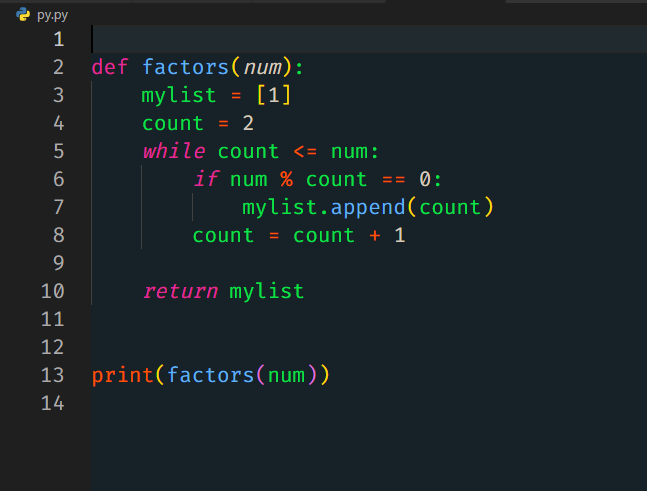 py.py
1
2 def factors(num):
3     mylist = [1]
4     count = 2
5     while count <= num:
6         if num % count == 0:
7             mylist.append(count)
8         count = count + 1
9
10     return mylist
11
12
13 print(factors(num))
14